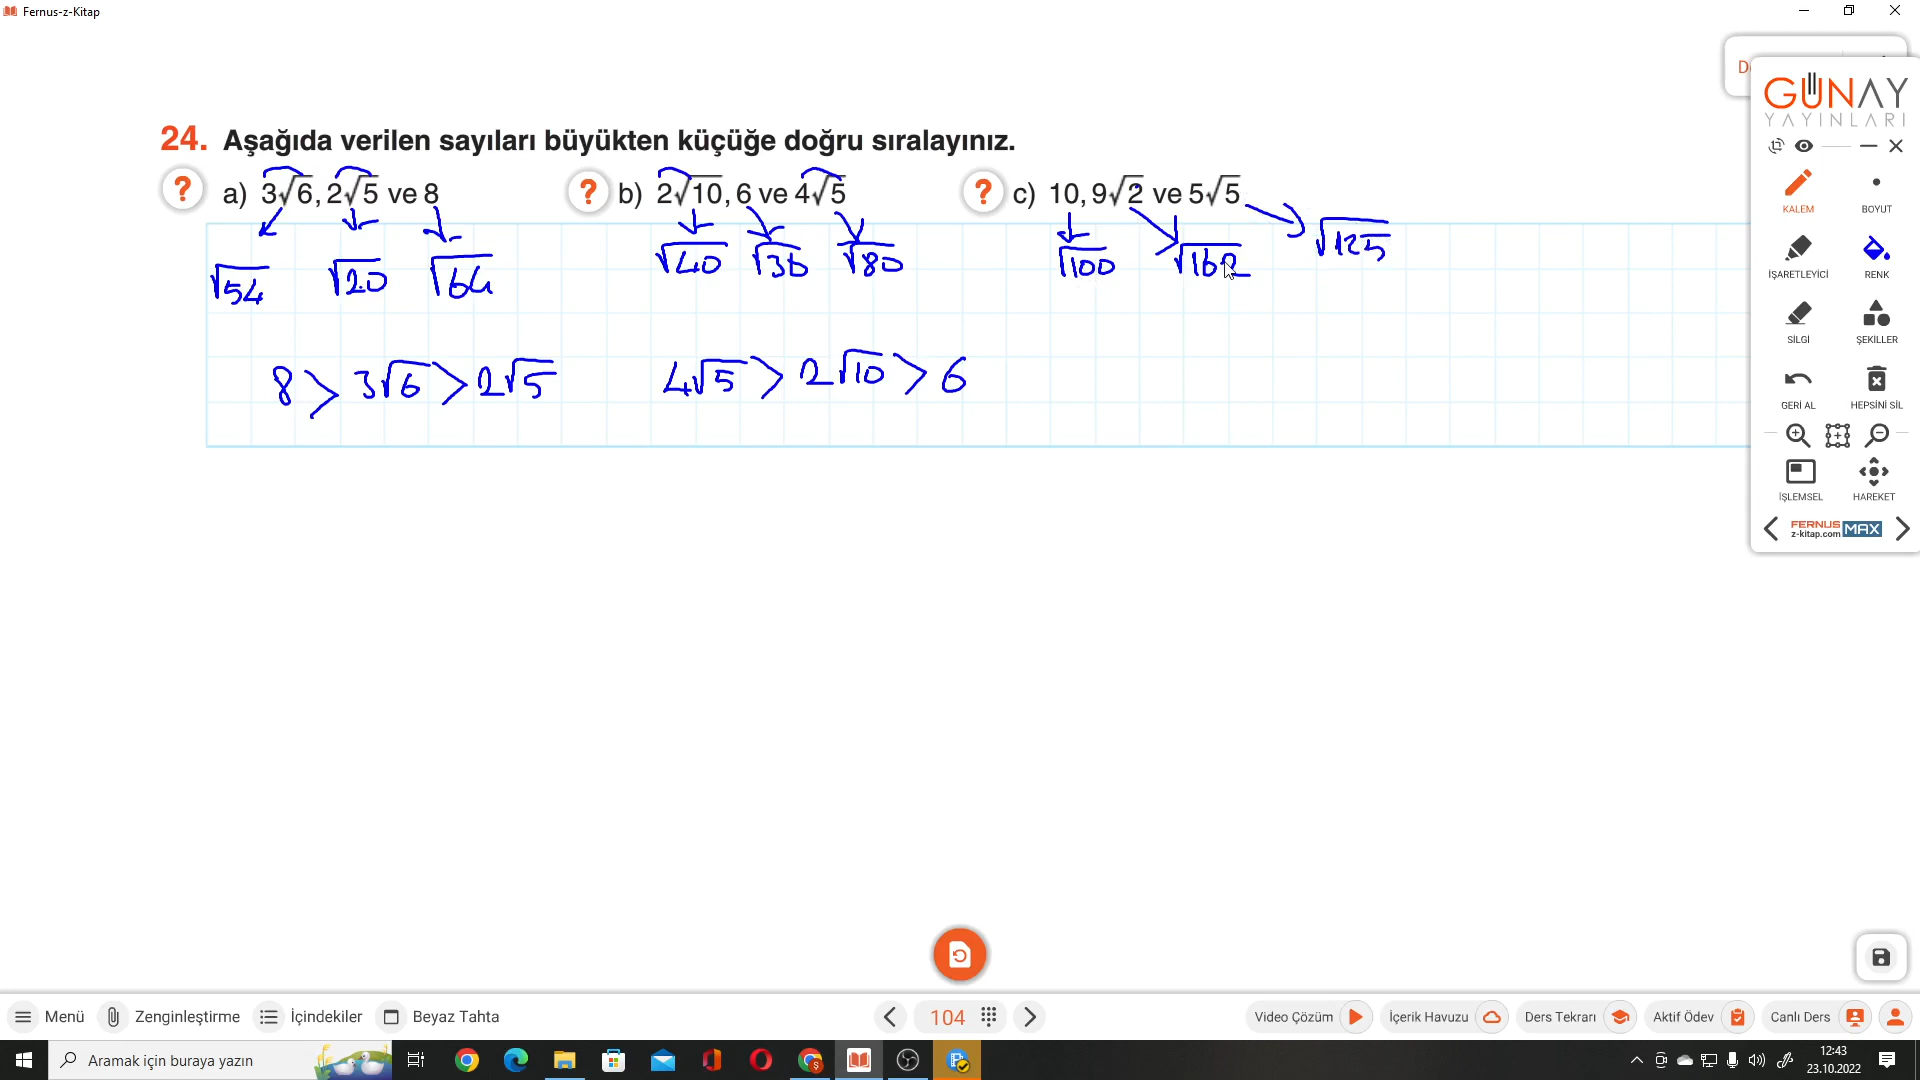 Fernus-z-Kitap
GÜNAY
YAYINLARI
24. Aşağıda verilen sayıları büyükten küçüğe doğru sıralayınız.
? a) 3√6, 2√5 ve 8
? b) 2√10, 6 ve 4√5
? c) 10, 9√2 ve 5√5
√54 √20 √64
√40 √36 √80
√100 √162 √125
8 > 3√6 > 2√5
4√5 > 2√10 > 6
KALEM BOYUT
İŞARETLEYİCİ RENK
SİLGİ ŞEKİLLER
GERİ AL HEPSİNİ SİL
İŞLEMSEL HAREKET
FERNUS MAX
z-kitap.com
Menü Zenginleştirme İçindekiler Beyaz Tahta 104 Video Çözüm İçerik Havuzu Ders Tekrarı Aktif Ödev Canlı Ders
Aramak için buraya yazın
12:43
23.10.2022